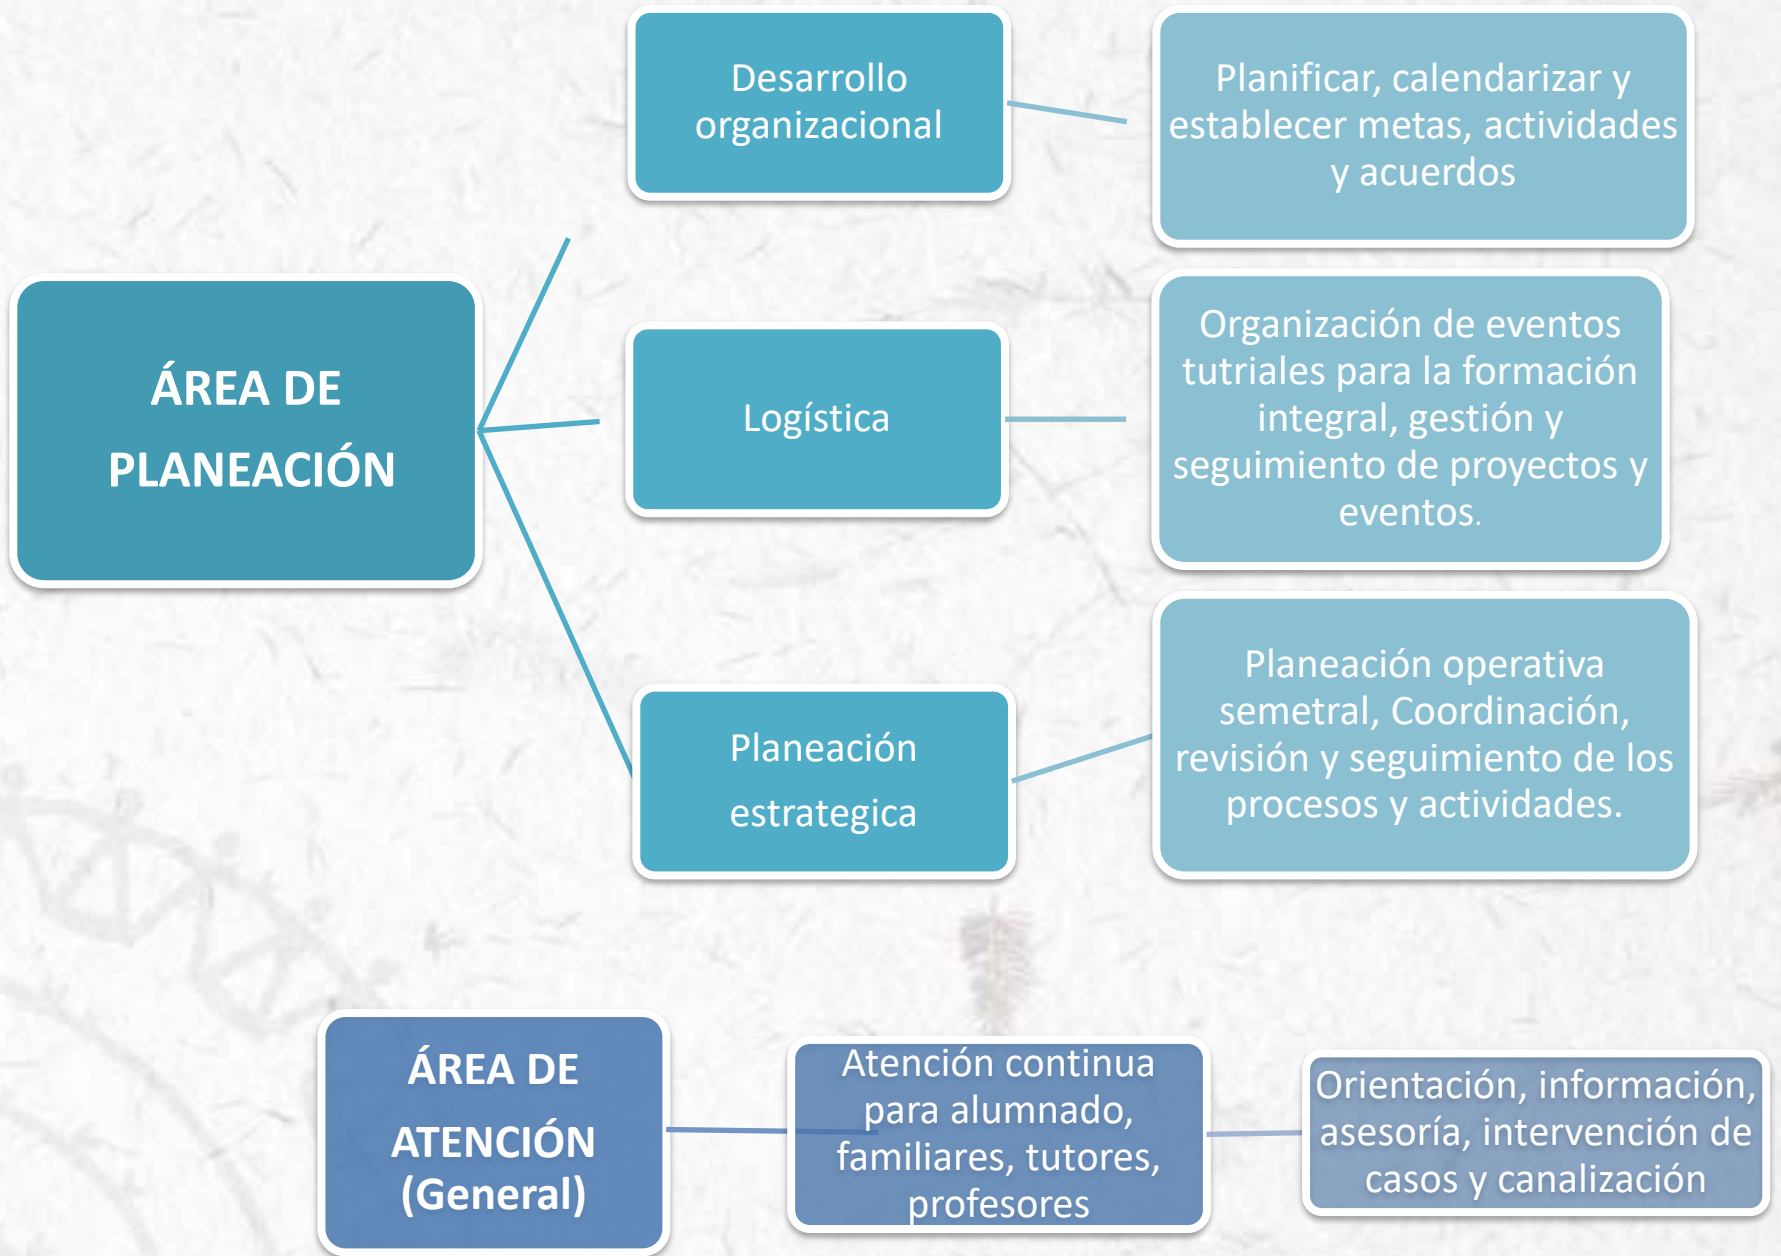 ÁREA DE
PLANEACIÓN
Desarrollo
organizacional
Planificar, calendarizar y
establecer metas, actividades
y acuerdos
Logística
Organización de eventos
tutriales para la formación
integral, gestión y
seguimiento de proyectos y
eventos.
Planeación
estrategica
Planeación operativa
semetral, Coordinación,
revisión y seguimiento de los
procesos y actividades.
ÁREA DE
ATENCIÓN
(General)
Atención continua
para alumnado,
familiares, tutores,
profesores
Orientación, información,
asesoría, intervención de
casos y canalización